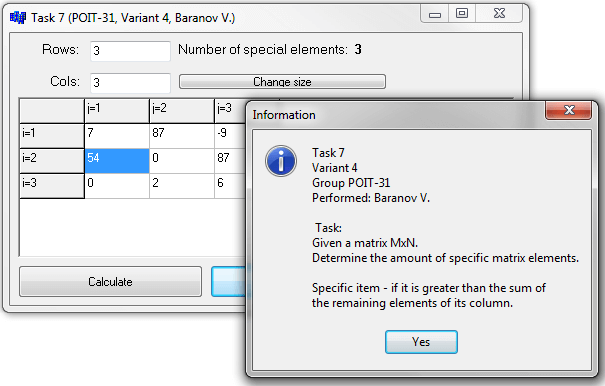 Task 7 (POIT-31, Variant 4, Baranov V.)
Rows: 3 Number of special elements: 3
Cols: 3 Change size
j=1 j=2 j=3
i=1 7 87 -9
i=2 54 0 87
i=3 0 2 6
Calculate
Information
Task 7
Variant 4
Group POIT-31
Performed: Baranov V.
Task:
Given a matrix MxN.
Determine the amount of specific matrix elements.
Specific item - if it is greater than the sum of
the remaining elements of its column.
Yes